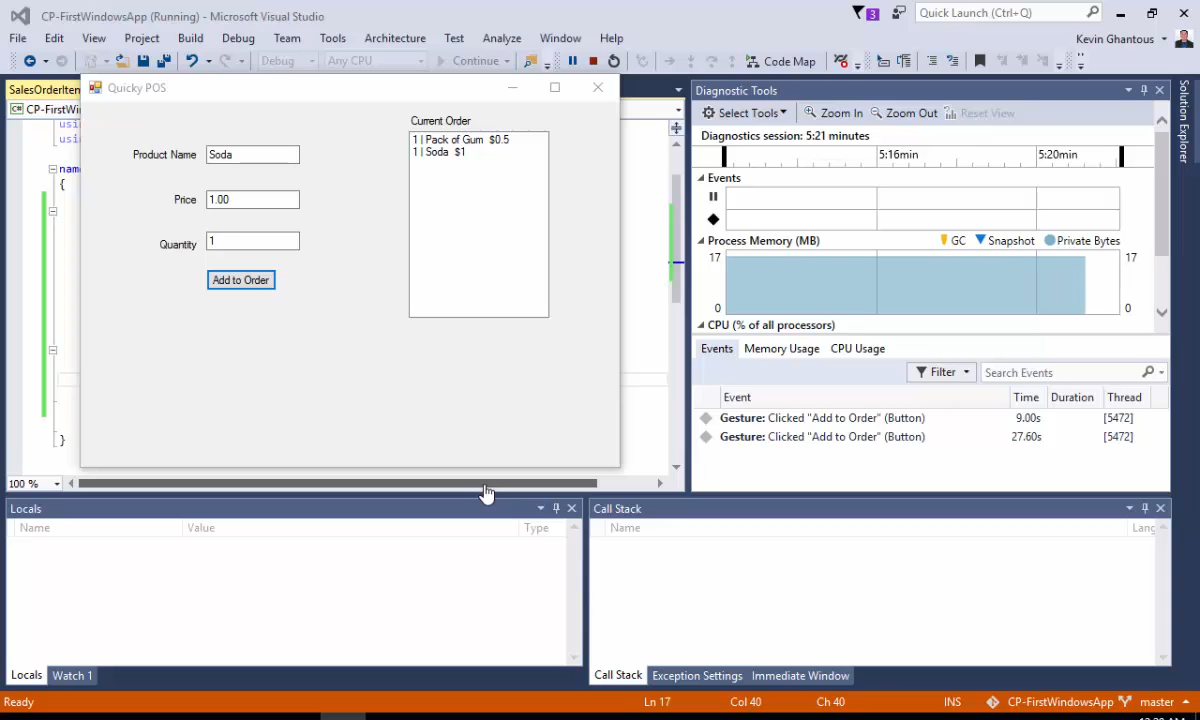 CP-FirstWindowsApp (Running) - Microsoft Visual Studio
3
Quick Launch (Ctrl+Q)
File Edit View Project Build Debug Team Tools Architecture Test Analyze Window Help
Kevin Ghantous
Debug Any CPU Continue Code Map
SalesOrderItem
Quicky POS
Diagnostic Tools
Solution Explorer
C# CP-FirstWin
Select Tools Zoom In Zoom Out Reset View
usin
usin
name
{
}
Current Order
1 | Pack of Gum $0.5
1 | Soda $1
Product Name Soda
Price 1.00
Quantity 1
Add to Order
Diagnostics session: 5:21 minutes
5:16min 5:20min
Events
Process Memory (MB) GC Snapshot Private Bytes
17 17
0 0
CPU (% of all processors)
Events Memory Usage CPU Usage
Filter Search Events
Event Time Duration Thread
Gesture: Clicked "Add to Order" (Button) 9.00s [5472]
Gesture: Clicked "Add to Order" (Button) 27.60s [5472]
100 %
Locals
Name Value Type
Call Stack
Name Lang
Locals Watch 1
Call Stack Exception Settings Immediate Window
Ready Ln 17 Col 40 Ch 40 INS CP-FirstWindowsApp master